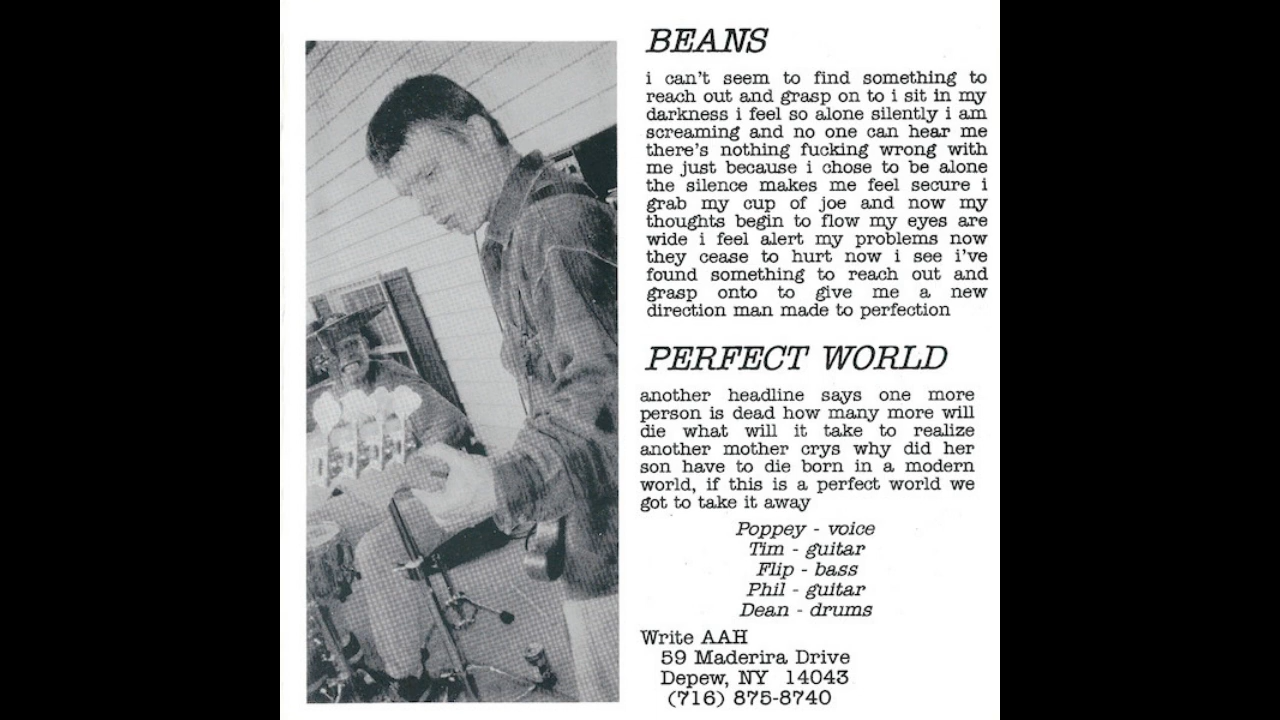 BEANS
i can't seem to find something to
reach out and grasp on to i sit in my
darkness i feel so alone silently i am
screaming and no one can hear me
there's nothing fucking wrong with
me just because i chose to be alone
the silence makes me feel secure i
grab my cup of joe and now my
thoughts begin to flow my eyes are
wide i feel alert my problems now
they cease to hurt now i see i've
found something to reach out and
grasp onto to give me a new
direction man made to perfection
PERFECT WORLD
another headline says one more
person is dead how many more will
die what will it take to realize
another mother crys why did her
son have to die born in a modern
world, if this is a perfect world we
got to take it away
Poppey - voice
Tim - guitar
Flip - bass
Phil - guitar
Dean - drums
Write AAH
59 Maderira Drive
Depew, NY 14043
(716) 875-8740